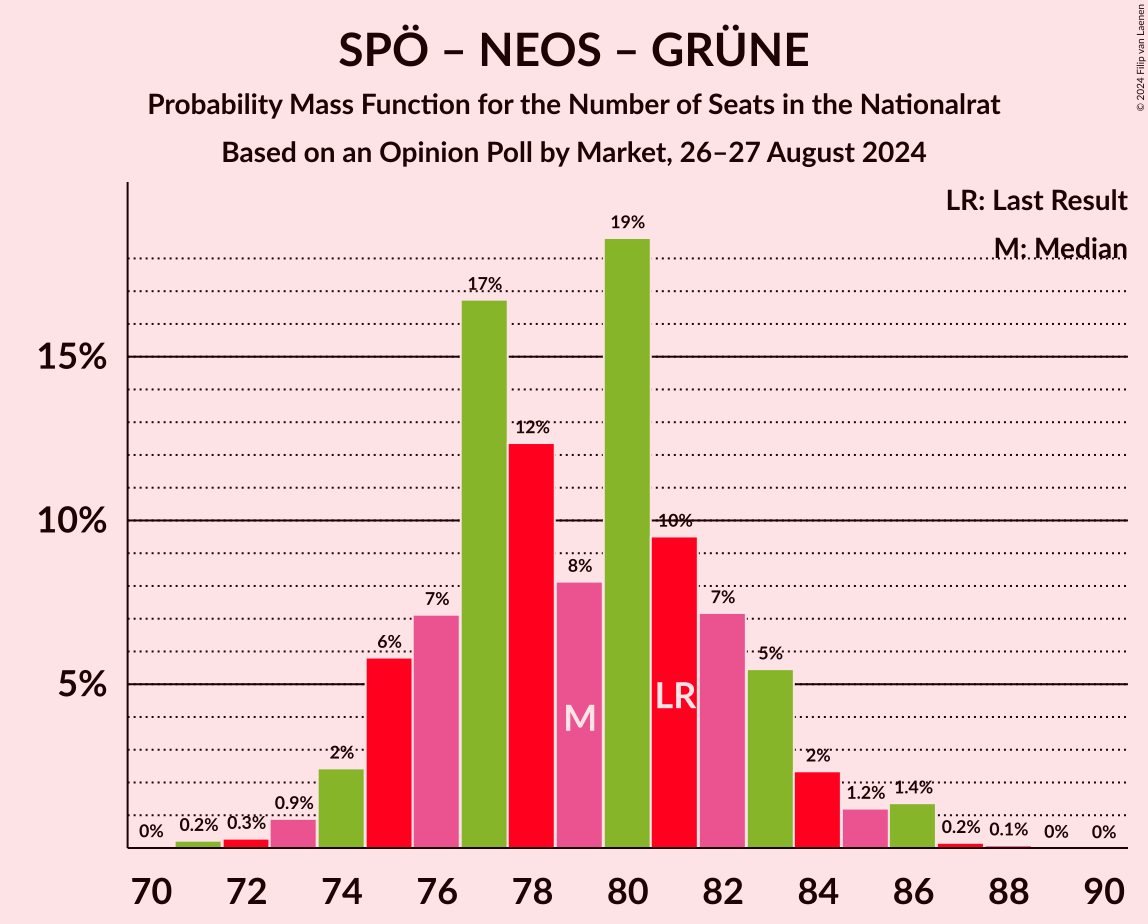 SPÖ – NEOS – GRÜNE
Probability Mass Function for the Number of Seats in the Nationalrat
Based on an Opinion Poll by Market, 26–27 August 2024
© 2024 Filip van Laenen
LR: Last Result
M: Median
15%
10%
5%
0%
0.2%
0.3%
0.9%
2%
6%
7%
17%
12%
8%
19%
10%
7%
5%
2%
1.2%
1.4%
0.2%
0.1%
0%
0%
M
LR
70 72 74 76 78 80 82 84 86 88 90